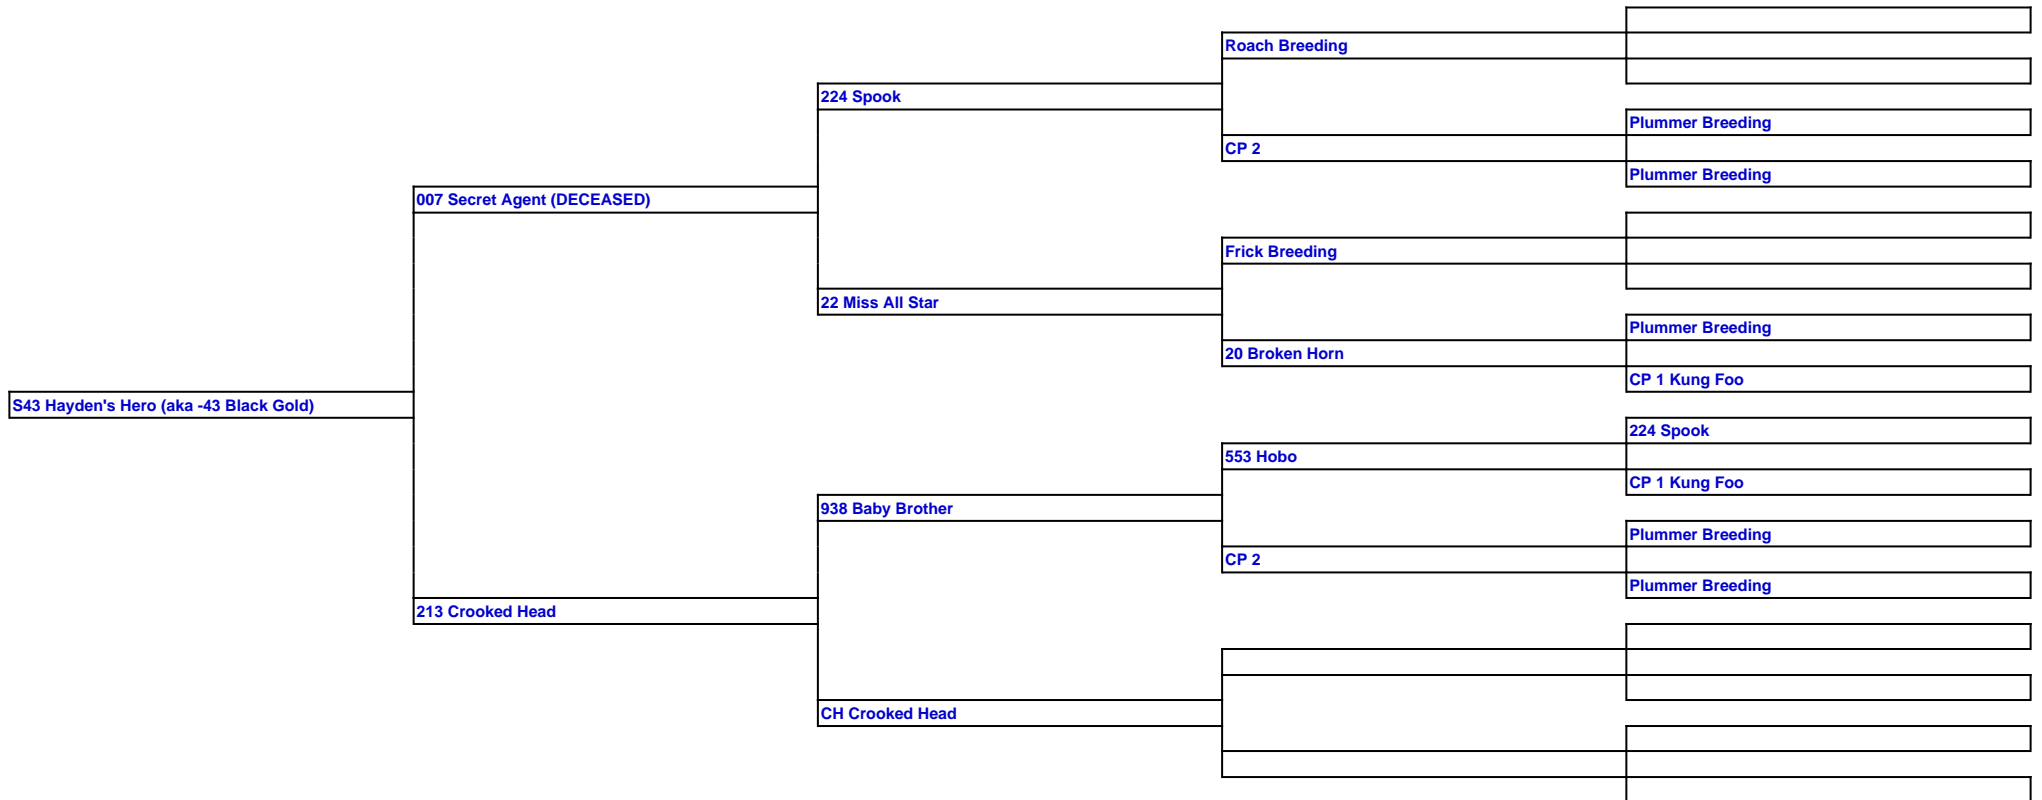 Roach Breeding
224 Spook
Plummer Breeding
CP 2
Plummer Breeding
007 Secret Agent (DECEASED)
Frick Breeding
22 Miss All Star
Plummer Breeding
20 Broken Horn
CP 1 Kung Foo
S43 Hayden's Hero (aka -43 Black Gold)
224 Spook
553 Hobo
CP 1 Kung Foo
938 Baby Brother
Plummer Breeding
CP 2
Plummer Breeding
213 Crooked Head
CH Crooked Head